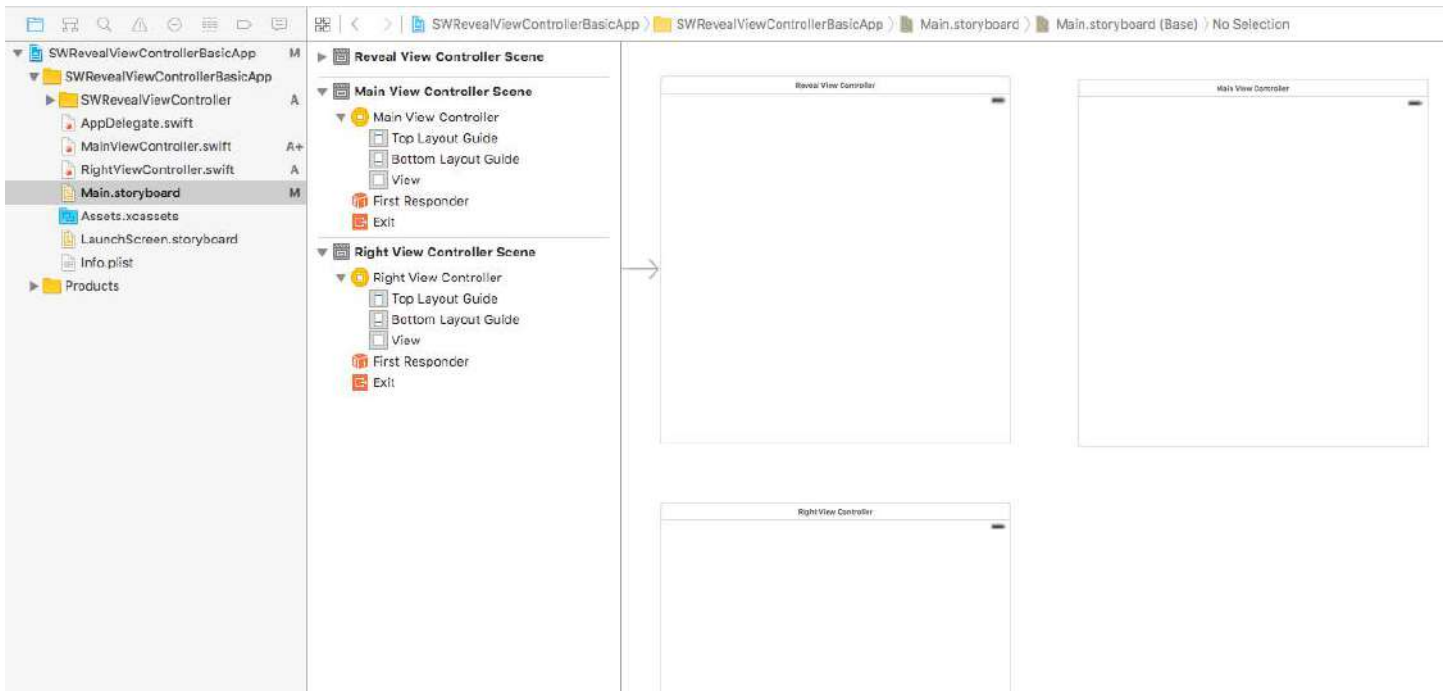 SWRevealViewControllerBasicApp SWRevealViewControllerBasicApp Main.storyboard Main.storyboard (Base) No Selection
SWRevealViewControllerBasicApp M
SWRevealViewControllerBasicApp
SWRevealViewController A
AppDelegate.swift
MainViewController.swift A+
RightViewController.swift A
Main.storyboard M
Assets.xcassets
LaunchScreen.storyboard
Info.plist
Products
Reveal View Controller Scene
Main View Controller Scene
Main View Controller
Top Layout Guide
Bottom Layout Guide
View
First Responder
Exit
Right View Controller Scene
Right View Controller
Top Layout Guide
Bottom Layout Guide
View
First Responder
Exit
Reveal View Controller
Main View Controller
Right View Controller